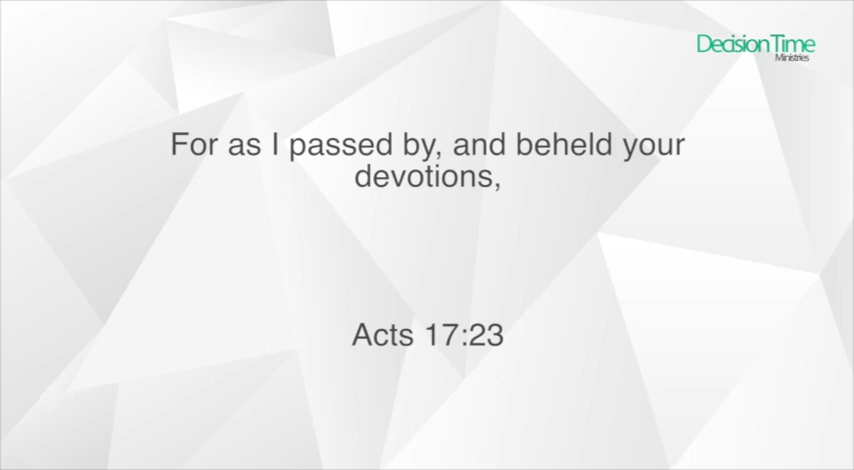 DecisionTime
Ministries
For as I passed by, and beheld your
devotions,
Acts 17:23